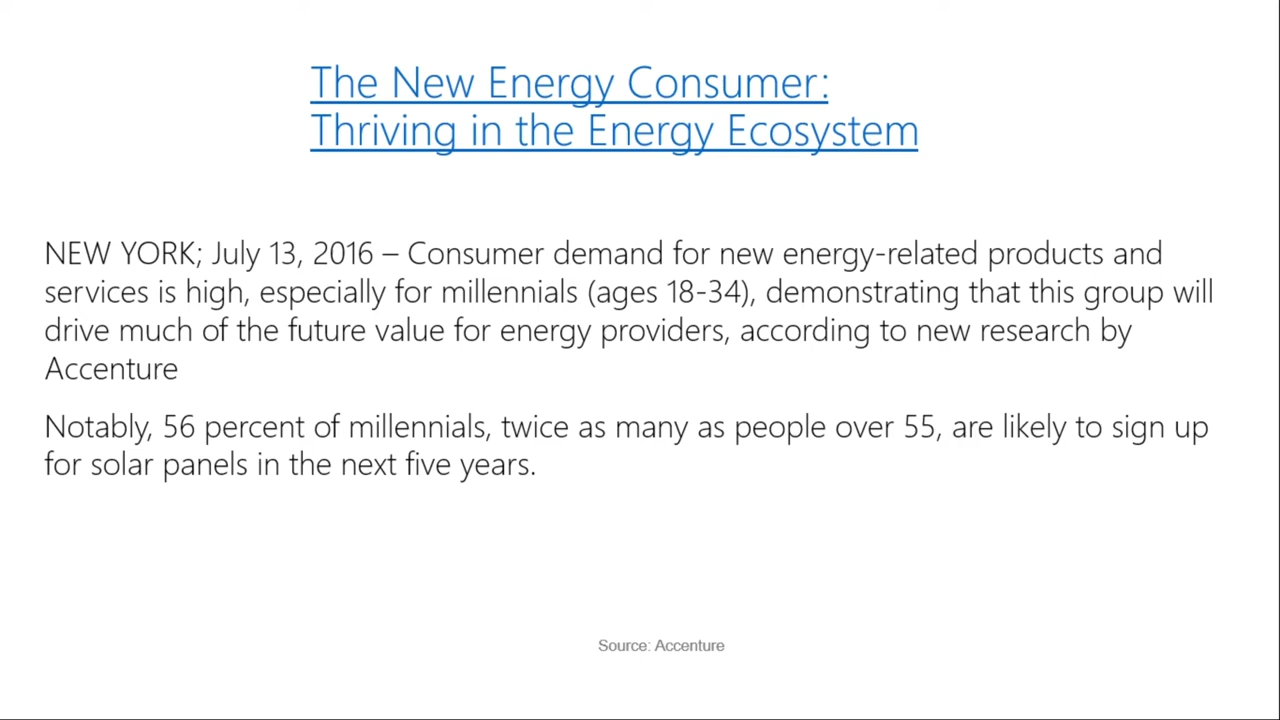 The New Energy Consumer:
Thriving in the Energy Ecosystem
NEW YORK; July 13, 2016 – Consumer demand for new energy-related products and
services is high, especially for millennials (ages 18-34), demonstrating that this group will
drive much of the future value for energy providers, according to new research by
Accenture
Notably, 56 percent of millennials, twice as many as people over 55, are likely to sign up
for solar panels in the next five years.
Source: Accenture